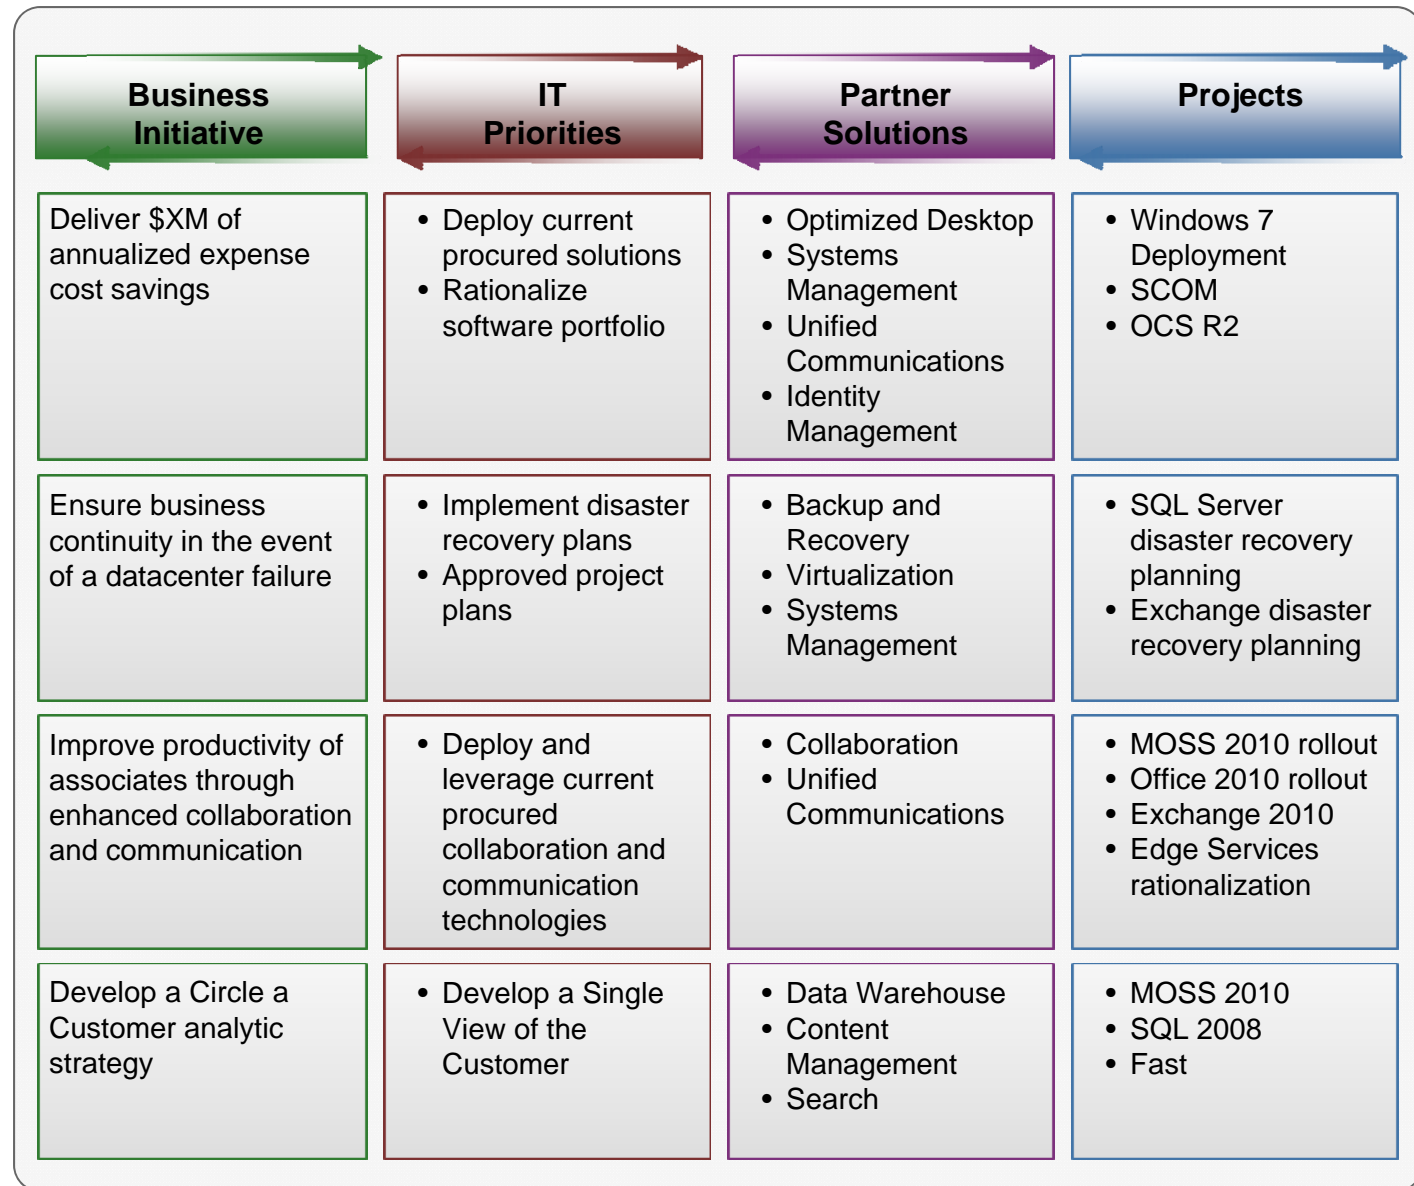 Business
Initiative
IT
Priorities
Partner
Solutions
Projects
Deliver $XM of
annualized expense
cost savings
• Deploy current
procured solutions
• Rationalize
software portfolio
• Optimized Desktop
• Systems
Management
• Unified
Communications
• Identity
Management
• Windows 7
Deployment
• SCOM
• OCS R2
Ensure business
continuity in the event
of a datacenter failure
• Implement disaster
recovery plans
• Approved project
plans
• Backup and
Recovery
• Virtualization
• Systems
Management
• SQL Server
disaster recovery
planning
• Exchange disaster
recovery planning
Improve productivity of
associates through
enhanced collaboration
and communication
• Deploy and
leverage current
procured
collaboration and
communication
technologies
• Collaboration
• Unified
Communications
• MOSS 2010 rollout
• Office 2010 rollout
• Exchange 2010
• Edge Services
rationalization
Develop a Circle a
Customer analytic
strategy
• Develop a Single
View of the
Customer
• Data Warehouse
• Content
Management
• Search
• MOSS 2010
• SQL 2008
• Fast